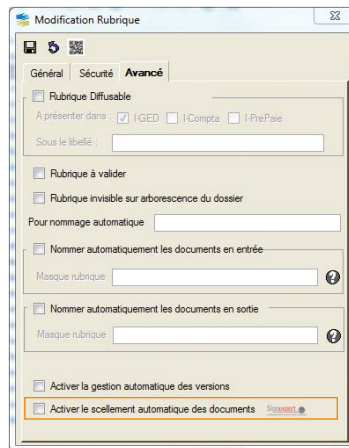 Modification Rubrique
Général Sécurité Avancé
Rubrique Diffusable
A présenter dans : I-GED I-Compta I-PrePaie
Sous le libellé :
Rubrique à valider
Rubrique invisible sur arborescence du dossier
Pour nommage automatique
Nommer automatiquement les documents en entrée
Masque rubrique ?
Nommer automatiquement les documents en sortie
Masque rubrique ?
Activer la gestion automatique des versions
Activer le scellement automatique des documents